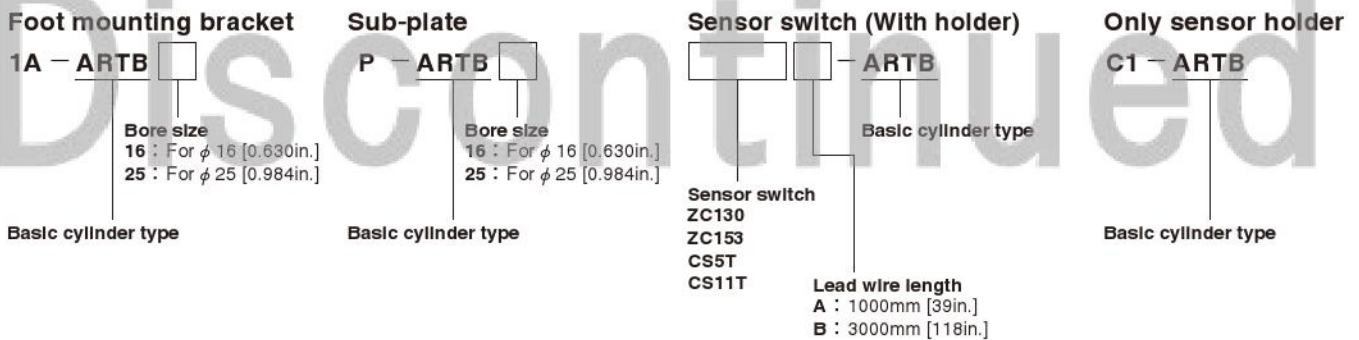 Discontinued
Foot mounting bracket
1A － ARTB
Bore size
16：For φ 16 [0.630in.]
25：For φ 25 [0.984in.]
Basic cylinder type
Sub-plate
P － ARTB
Bore size
16：For φ 16 [0.630in.]
25：For φ 25 [0.984in.]
Basic cylinder type
Sensor switch (With holder)
－ ARTB
Basic cylinder type
Sensor switch
ZC130
ZC153
CS5T
CS11T
Lead wire length
A：1000mm [39in.]
B：3000mm [118in.]
Only sensor holder
C1 － ARTB
Basic cylinder type